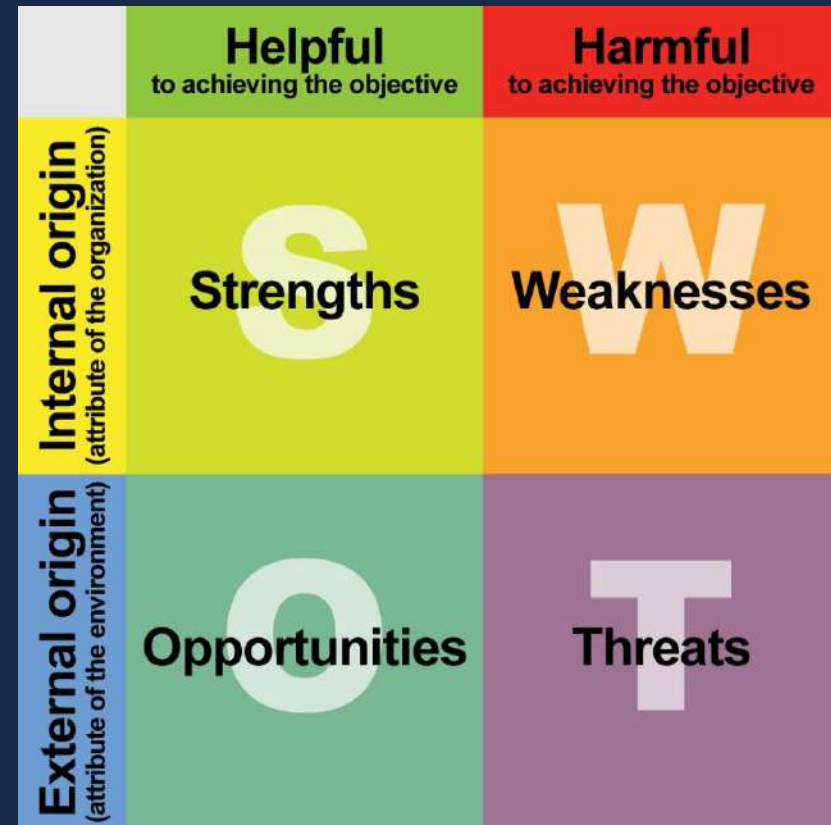 Helpful
to achieving the objective
Harmful
to achieving the objective
Internal origin
(attribute of the organization)
S
Strengths
W
Weaknesses
External origin
(attribute of the environment)
O
Opportunities
T
Threats